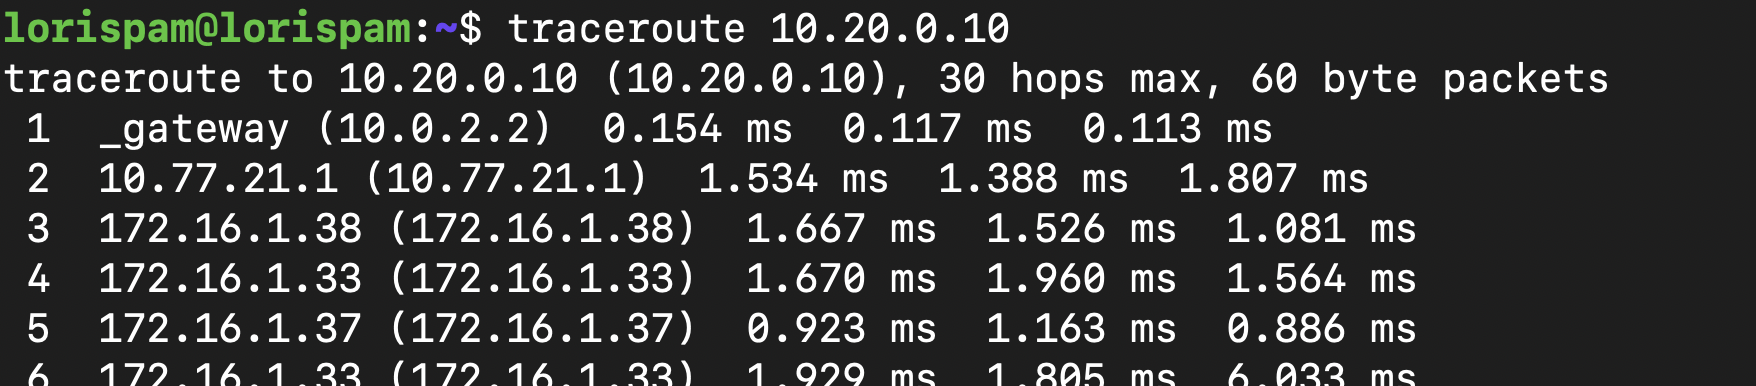 lorispam@lorispam:~$ traceroute 10.20.0.10
traceroute to 10.20.0.10 (10.20.0.10), 30 hops max, 60 byte packets
 1  _gateway (10.0.2.2)  0.154 ms  0.117 ms  0.113 ms
 2  10.77.21.1 (10.77.21.1)  1.534 ms  1.388 ms  1.807 ms
 3  172.16.1.38 (172.16.1.38)  1.667 ms  1.526 ms  1.081 ms
 4  172.16.1.33 (172.16.1.33)  1.670 ms  1.960 ms  1.564 ms
 5  172.16.1.37 (172.16.1.37)  0.923 ms  1.163 ms  0.886 ms
 6  172.16.1.33 (172.16.1.33)  1.929 ms  1.805 ms  6.033 ms